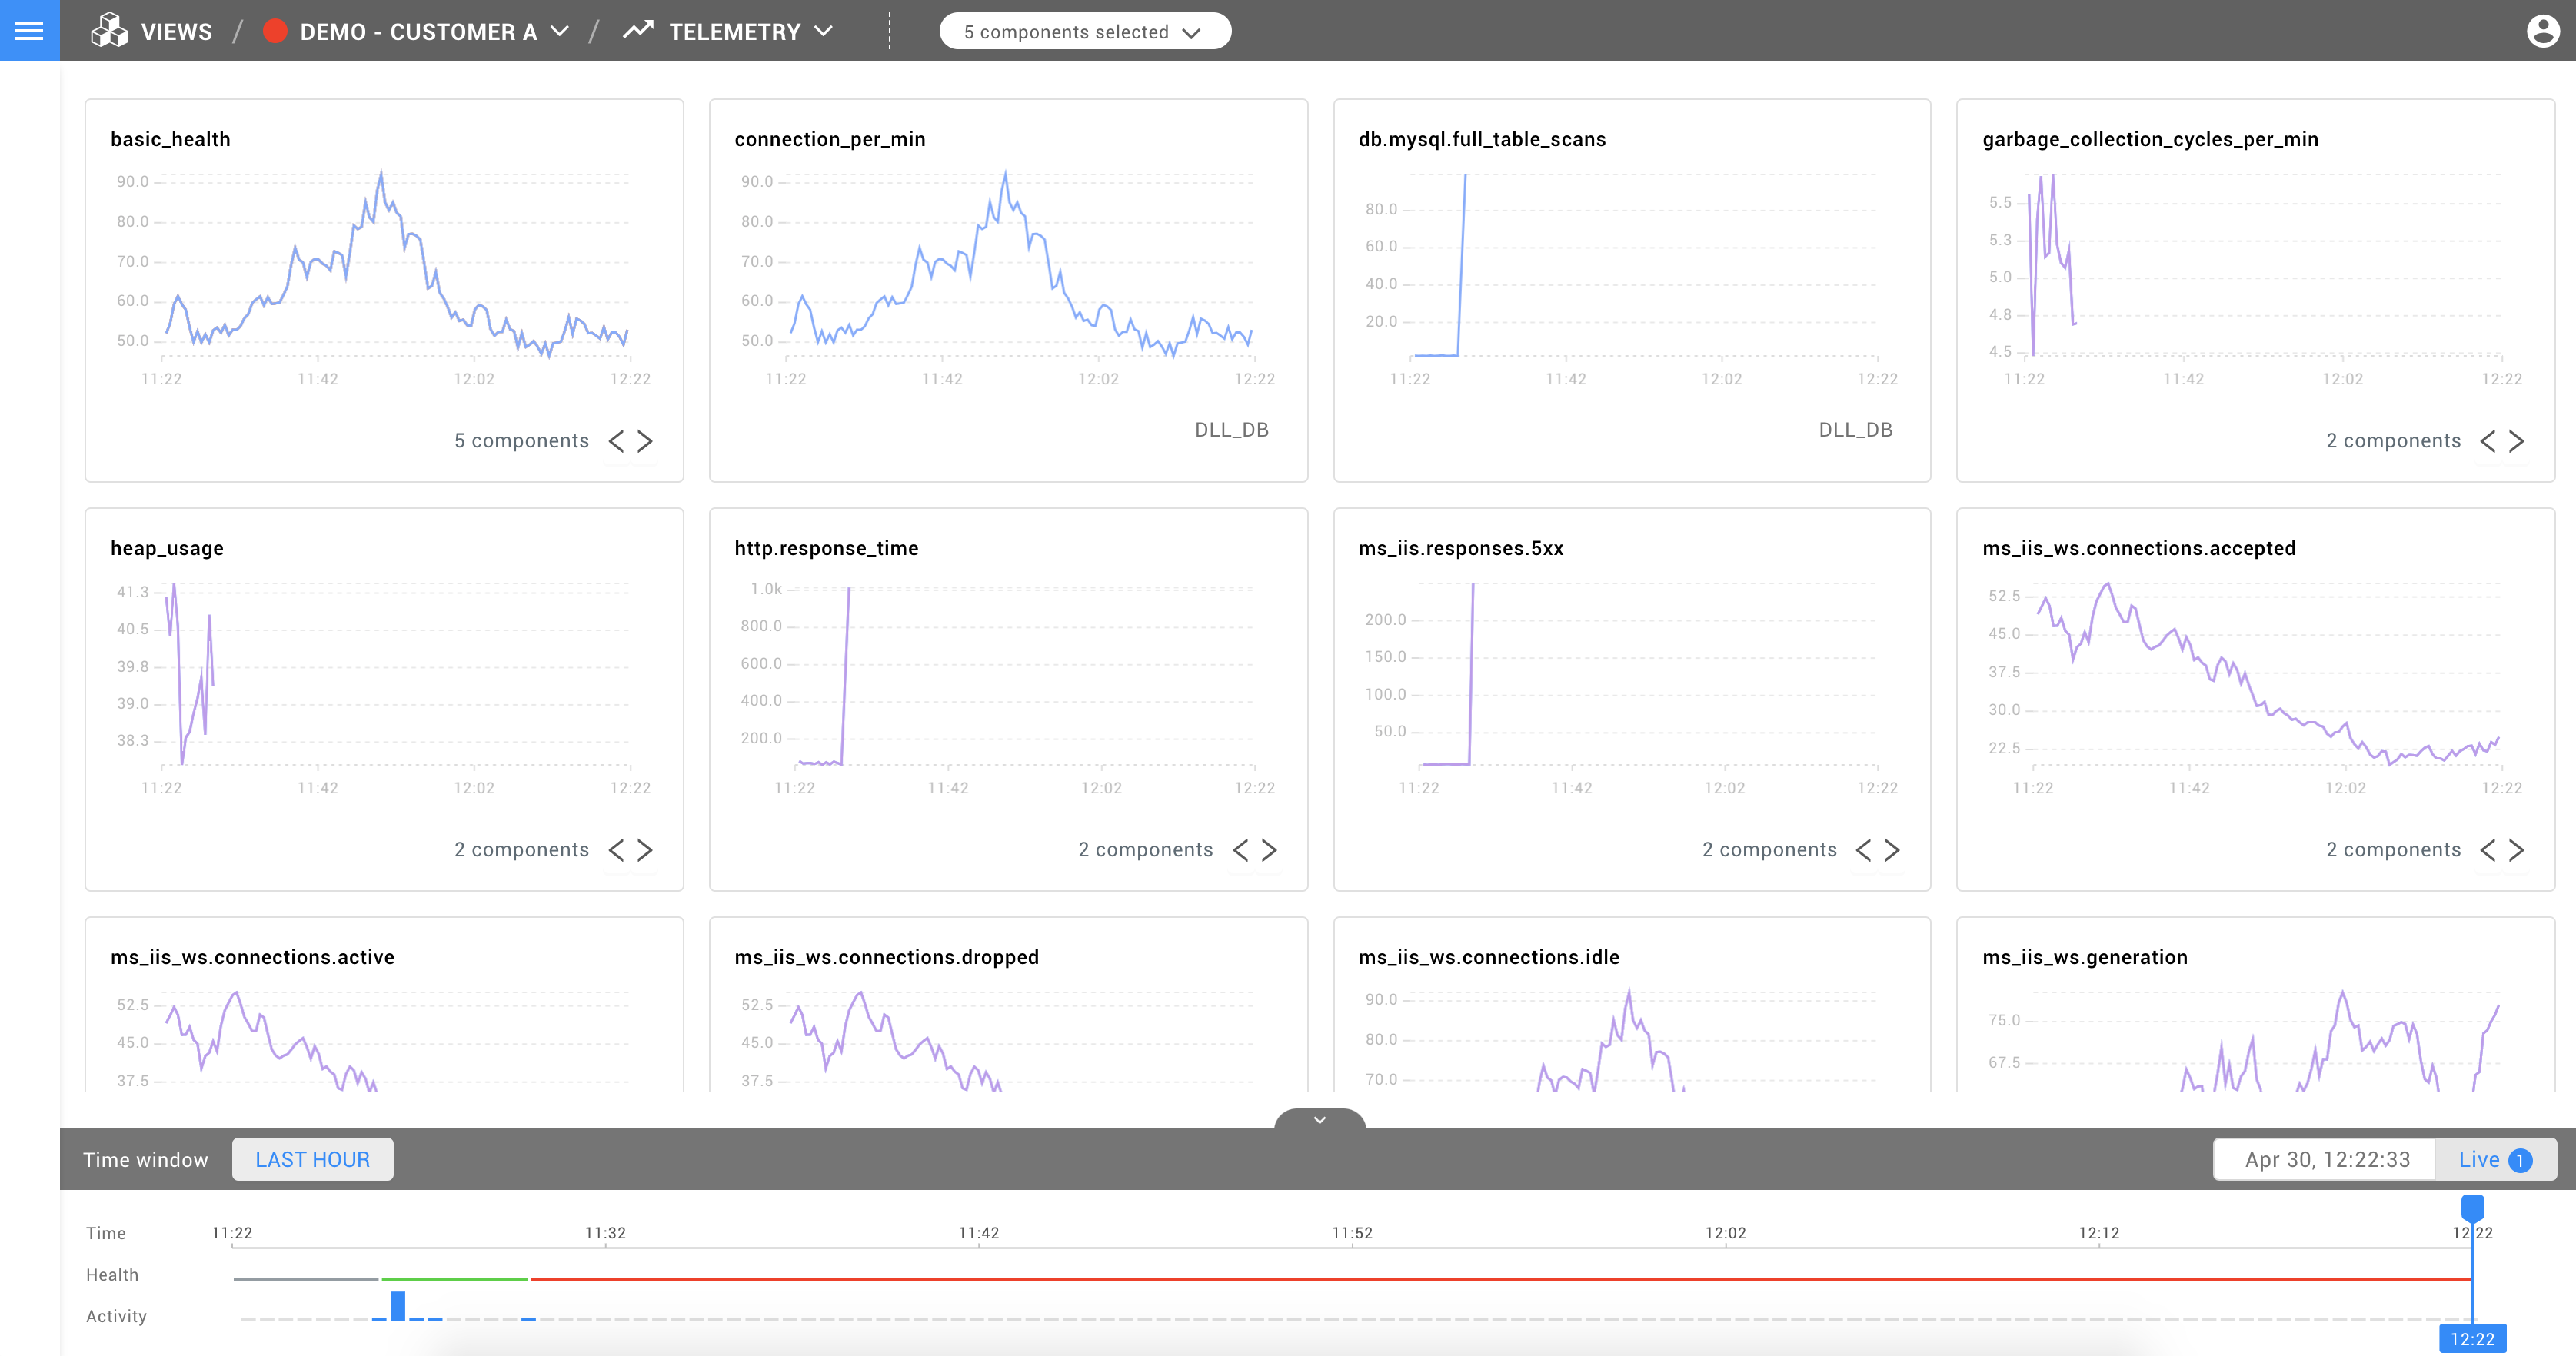 VIEWS / DEMO - CUSTOMER A / TELEMETRY 5 components selected
basic_health
90.0
80.0
70.0
60.0
50.0
11:22 11:42 12:02 12:22
5 components
connection_per_min
90.0
80.0
70.0
60.0
50.0
11:22 11:42 12:02 12:22
DLL_DB
db.mysql.full_table_scans
80.0
60.0
40.0
20.0
11:22 11:42 12:02 12:22
DLL_DB
garbage_collection_cycles_per_min
5.5
5.3
5.0
4.8
4.5
11:22 11:42 12:02 12:22
2 components
heap_usage
41.3
40.5
39.8
39.0
38.3
11:22 11:42 12:02 12:22
2 components
http.response_time
1.0k
800.0
600.0
400.0
200.0
11:22 11:42 12:02 12:22
2 components
ms_iis.responses.5xx
200.0
150.0
100.0
50.0
11:22 11:42 12:02 12:22
2 components
ms_iis_ws.connections.accepted
52.5
45.0
37.5
30.0
22.5
11:22 11:42 12:02 12:22
2 components
ms_iis_ws.connections.active
52.5
45.0
37.5
ms_iis_ws.connections.dropped
52.5
45.0
37.5
ms_iis_ws.connections.idle
90.0
80.0
70.0
ms_iis_ws.generation
75.0
67.5
Time window LAST HOUR Apr 30, 12:22:33 Live 1
Time 11:22 11:32 11:42 11:52 12:02 12:12 12:22
Health
Activity
12:22